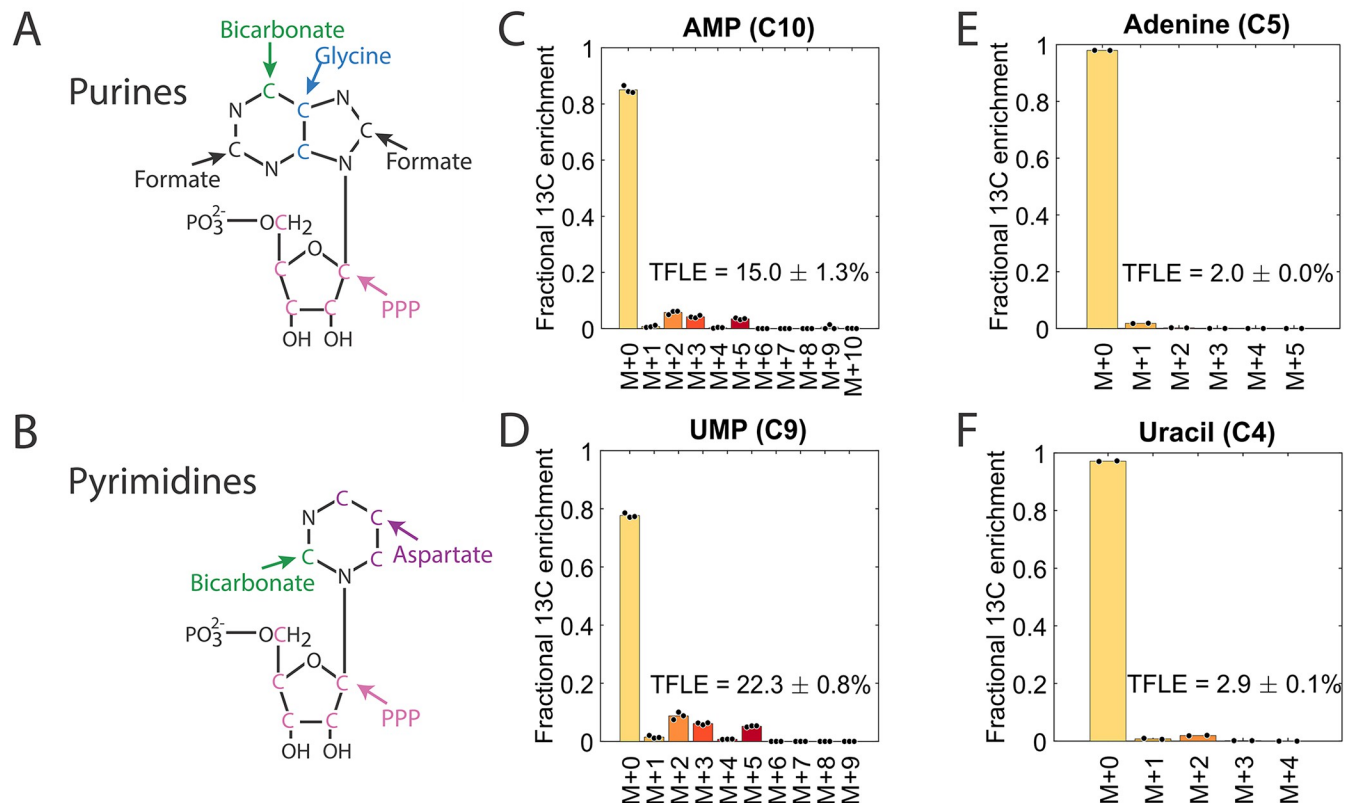 A
Purines
Bicarbonate
Glycine
C
N
C
N
C
C
C
N
N
Formate
Formate
PO₃²⁻
OCH₂
O
C
C
C
C
PPP
OH OH
B
Pyrimidines
C
N
C
C
C
N
Aspartate
Bicarbonate
PO₃²⁻
OCH₂
O
C
C
C
C
PPP
OH OH
C
AMP (C10)
Fractional 13C enrichment
1
0.8
0.6
0.4
0.2
0
TFLE = 15.0 ± 1.3%
M+0
M+1
M+2
M+3
M+4
M+5
M+6
M+7
M+8
M+9
M+10
D
UMP (C9)
Fractional 13C enrichment
1
0.8
0.6
0.4
0.2
0
TFLE = 22.3 ± 0.8%
M+0
M+1
M+2
M+3
M+4
M+5
M+6
M+7
M+8
M+9
E
Adenine (C5)
Fractional 13C enrichment
1
0.8
0.6
0.4
0.2
0
TFLE = 2.0 ± 0.0%
M+0
M+1
M+2
M+3
M+4
M+5
F
Uracil (C4)
Fractional 13C enrichment
1
0.8
0.6
0.4
0.2
0
TFLE = 2.9 ± 0.1%
M+0
M+1
M+2
M+3
M+4